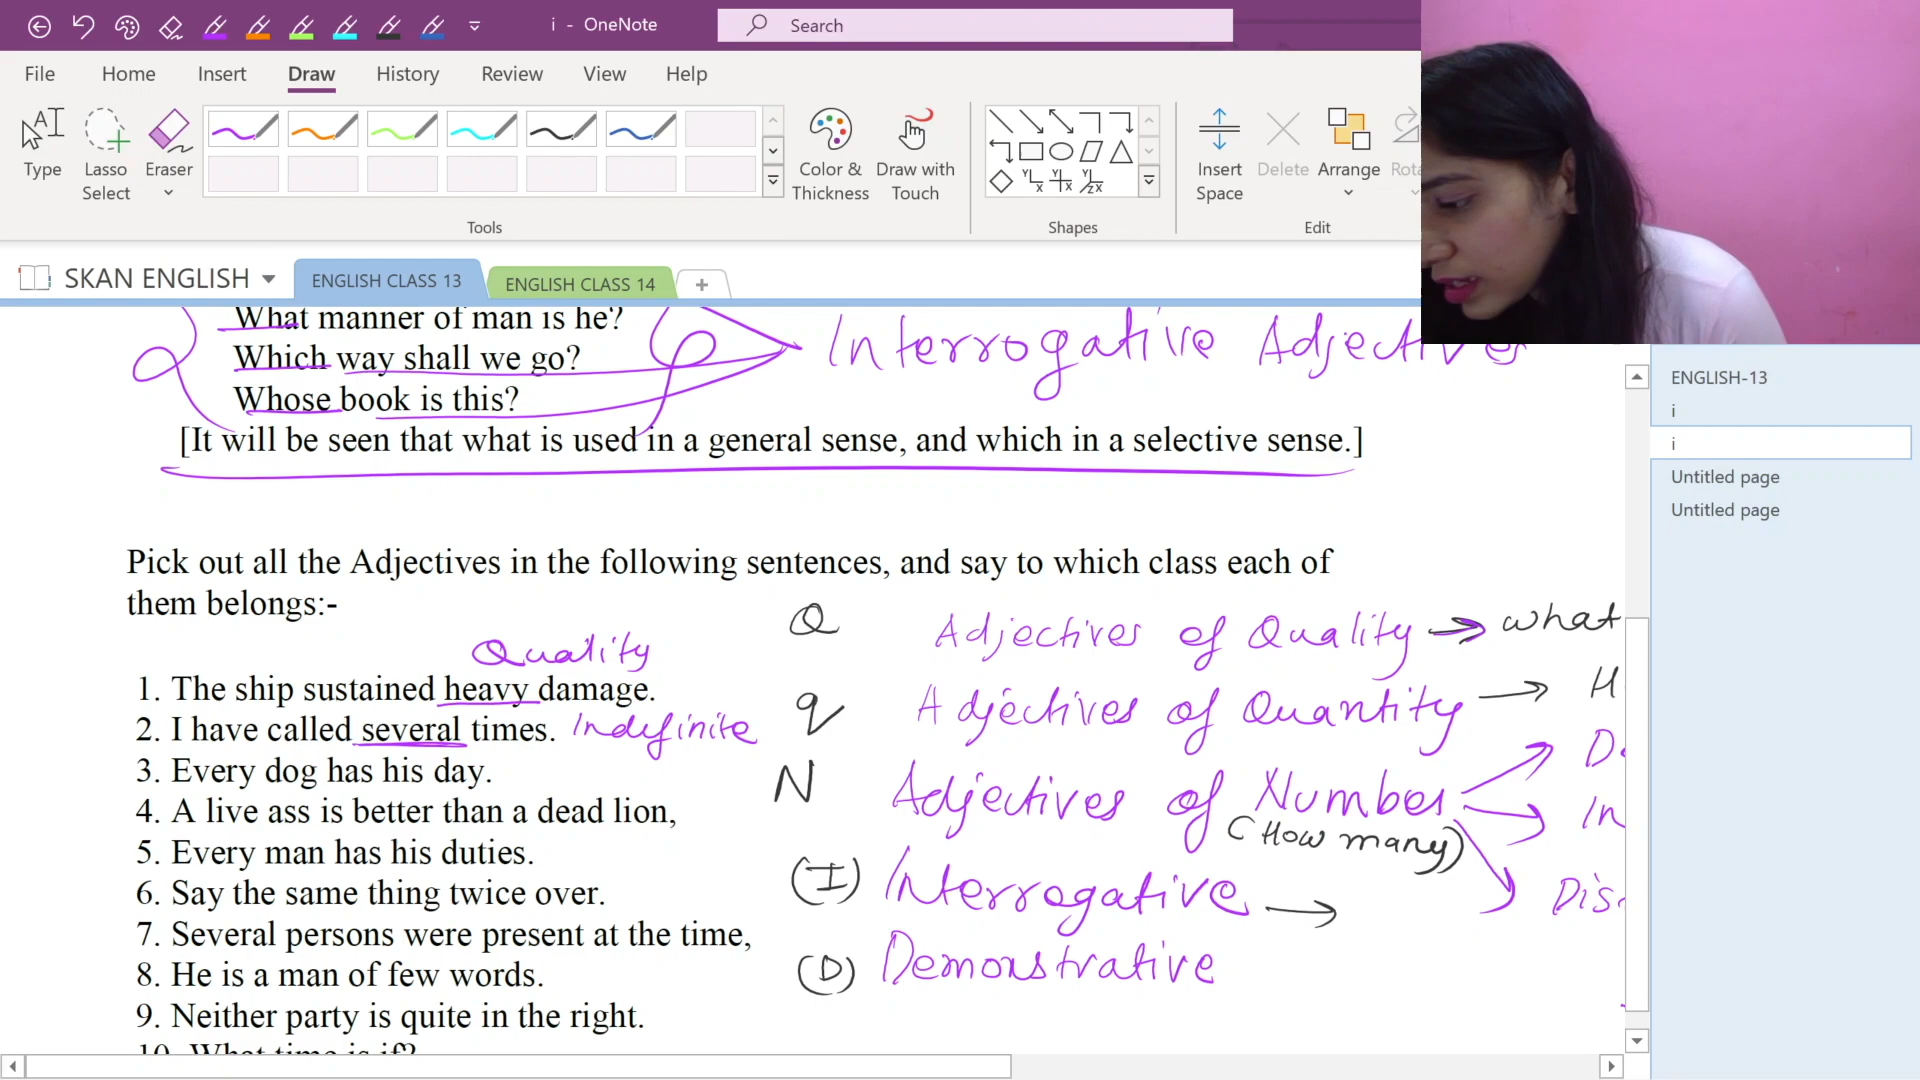 i - OneNote
Search
File Home Insert Draw History Review View Help
Type
Lasso Select
Eraser
Color & Thickness
Draw with Touch
Insert Space
Delete
Arrange
Tools
Shapes
Edit
SKAN ENGLISH
ENGLISH CLASS 13
ENGLISH CLASS 14
ENGLISH-13
i
i
Untitled page
Untitled page
What manner of man is he?
Which way shall we go?
Whose book is this?
Interrogative Adjectives
[It will be seen that what is used in a general sense, and which in a selective sense.]
Pick out all the Adjectives in the following sentences, and say to which class each of
them belongs:-
Quality
1. The ship sustained heavy damage.
2. I have called several times. Indefinite
3. Every dog has his day.
4. A live ass is better than a dead lion,
5. Every man has his duties.
6. Say the same thing twice over.
7. Several persons were present at the time,
8. He is a man of few words.
9. Neither party is quite in the right.
Q Adjectives of Quality → what
q Adjectives of Quantity → H
N Adjectives of Number
(How many)
(I) Interrogative →
(D) Demonstrative